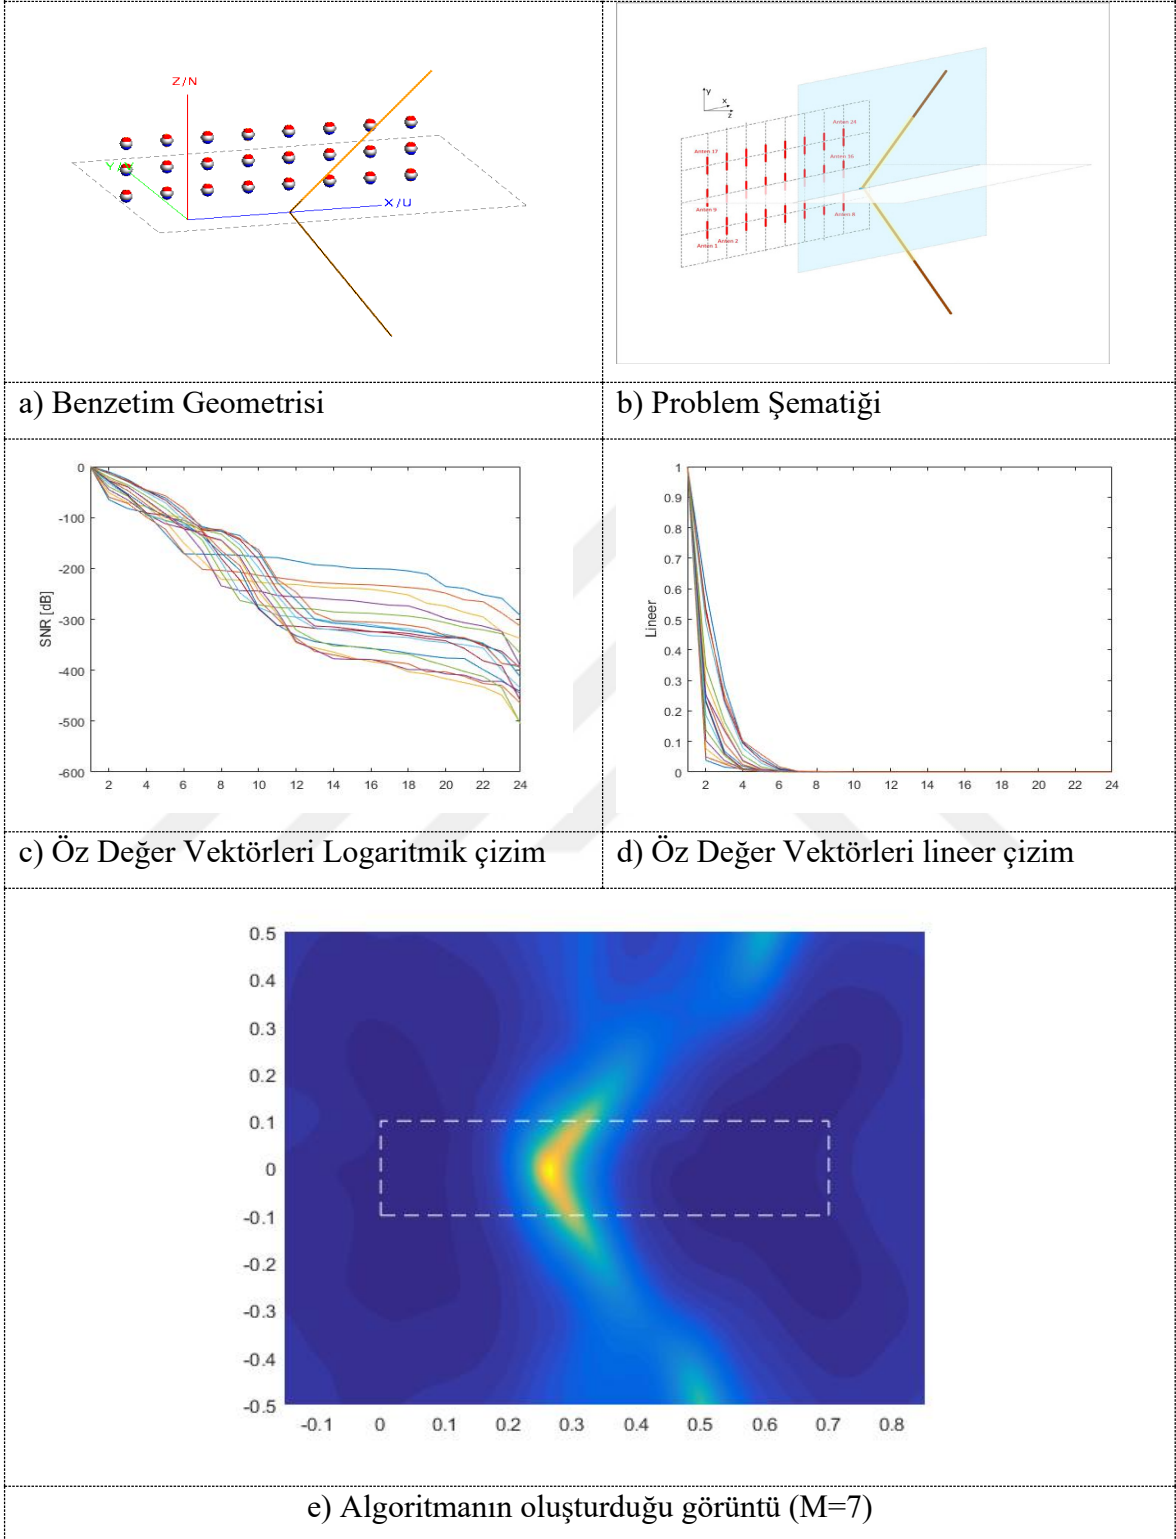 Z/N
X/U
Y
Y
X
Z
Anten 24
Anten 17
Anten 16
Anten 9
Anten 8
Anten 1
Anten 2
a) Benzetim Geometrisi
b) Problem Şematiği
0
-100
-200
-300
-400
-500
-600
SNR [dB]
2 4 6 8 10 12 14 16 18 20 22 24
1
0.9
0.8
0.7
0.6
0.5
0.4
0.3
0.2
0.1
0
Lineer
2 4 6 8 10 12 14 16 18 20 22 24
c) Öz Değer Vektörleri Logaritmik çizim
d) Öz Değer Vektörleri lineer çizim
0.5
0.4
0.3
0.2
0.1
0
-0.1
-0.2
-0.3
-0.4
-0.5
-0.1 0 0.1 0.2 0.3 0.4 0.5 0.6 0.7 0.8
e) Algoritmanın oluşturduğu görüntü (M=7)